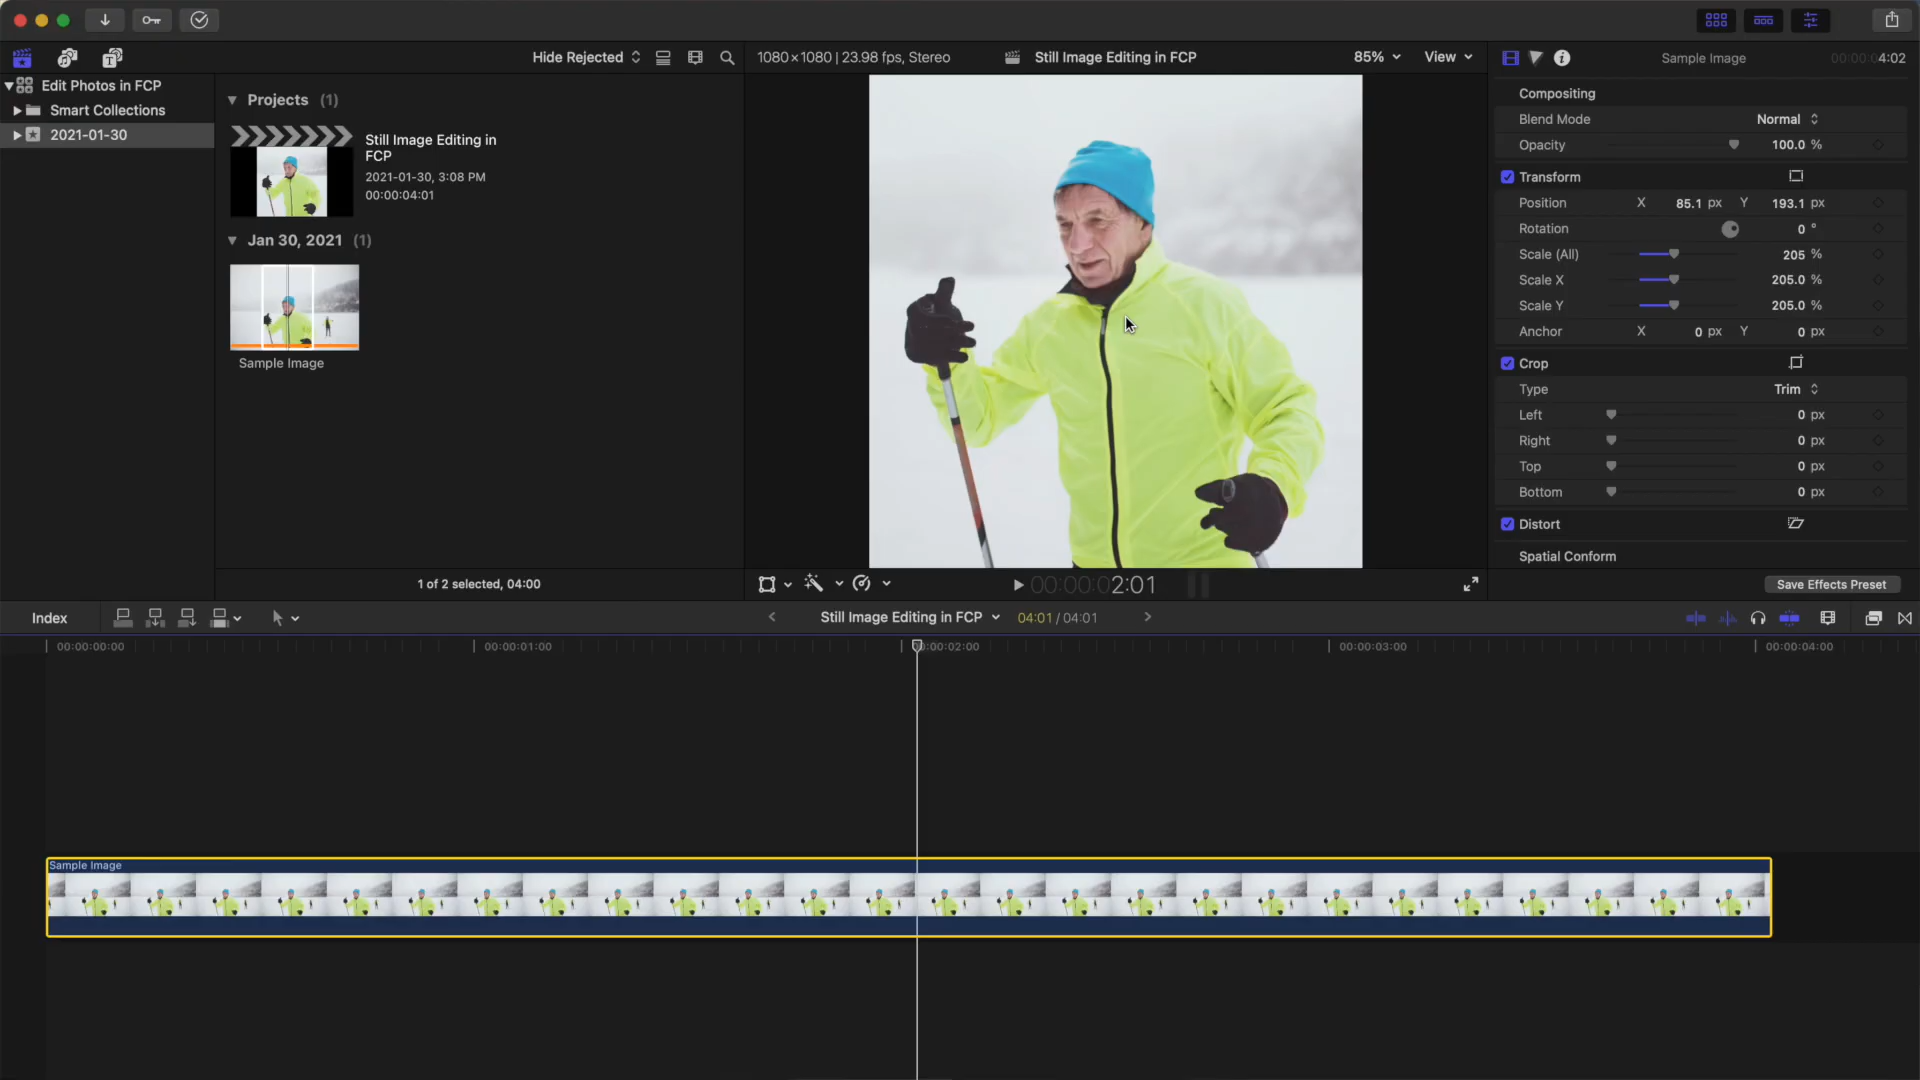 Hide Rejected
1080×1080 | 23.98 fps, Stereo
Still Image Editing in FCP
85%
View
Sample Image
00:00:04:02
Edit Photos in FCP
Smart Collections
2021-01-30
Projects (1)
Still Image Editing in
FCP
2021-01-30, 3:08 PM
00:00:04:01
Jan 30, 2021 (1)
Sample Image
1 of 2 selected, 04:00
00:00:02:01
Compositing
Blend Mode Normal
Opacity 100.0 %
Transform
Position X 85.1 px Y 193.1 px
Rotation 0 °
Scale (All) 205 %
Scale X 205.0 %
Scale Y 205.0 %
Anchor X 0 px Y 0 px
Crop
Type Trim
Left 0 px
Right 0 px
Top 0 px
Bottom 0 px
Distort
Spatial Conform
Save Effects Preset
Index
Still Image Editing in FCP
04:01 / 04:01
00:00:00:00
00:00:01:00
00:00:02:00
00:00:03:00
00:00:04:00
Sample Image